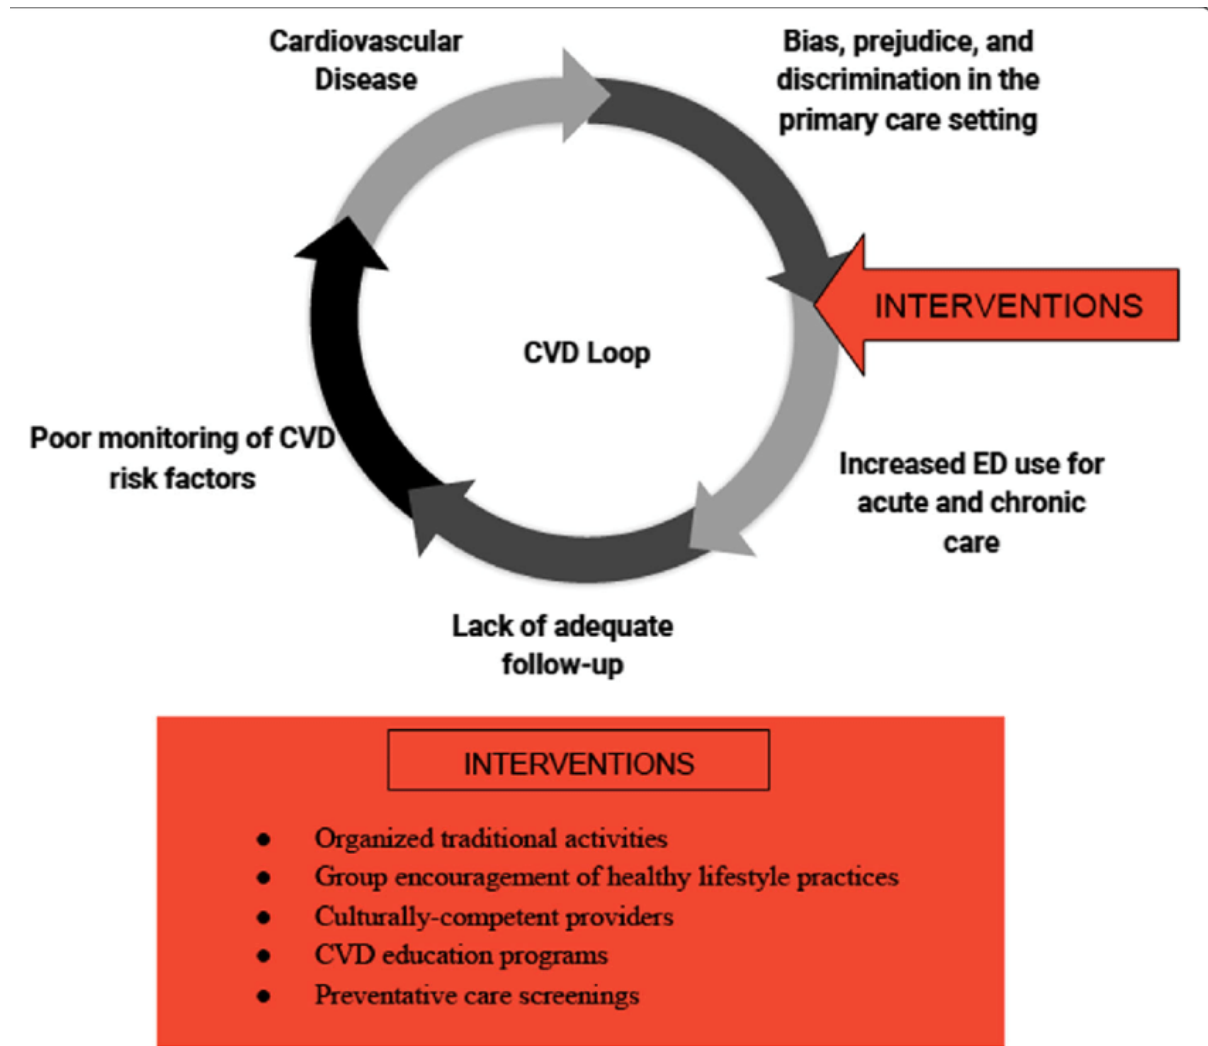 Cardiovascular
Disease
Bias, prejudice, and
discrimination in the
primary care setting
INTERVENTIONS
CVD Loop
Poor monitoring of CVD
risk factors
Increased ED use for
acute and chronic
care
Lack of adequate
follow-up
INTERVENTIONS
● Organized traditional activities
● Group encouragement of healthy lifestyle practices
● Culturally-competent providers
● CVD education programs
● Preventative care screenings